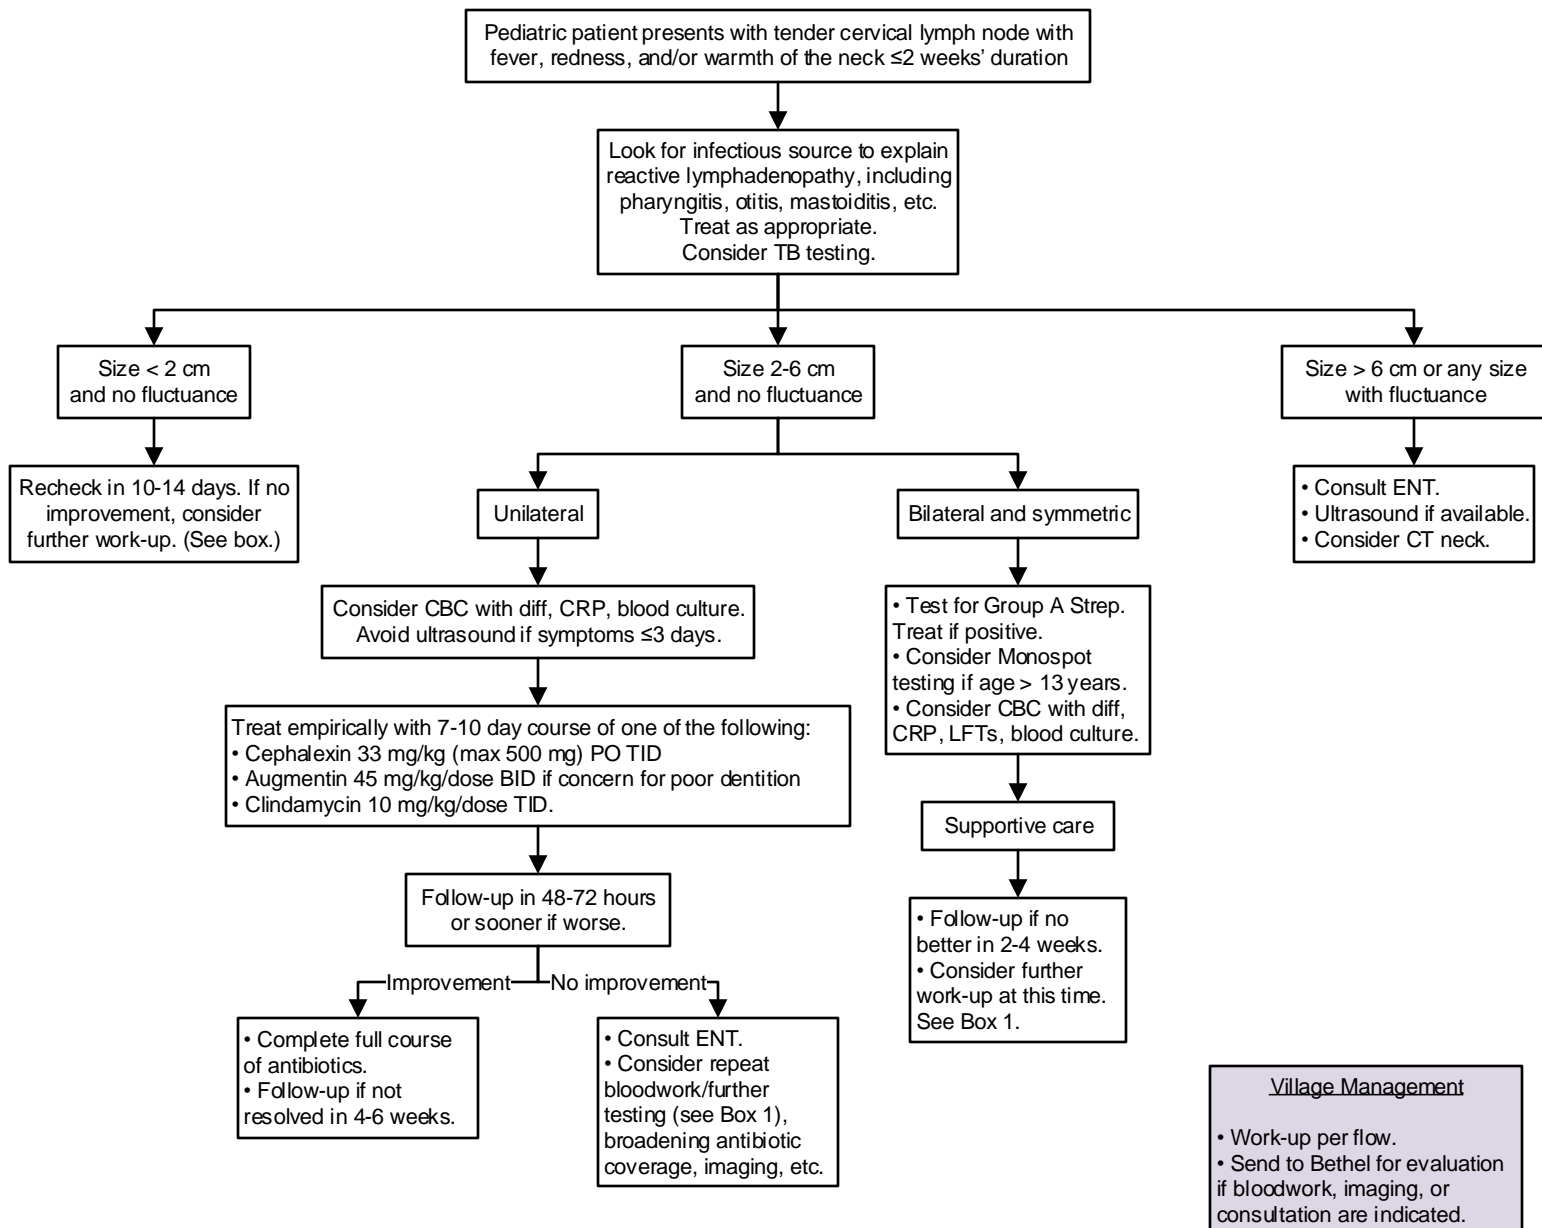 Pediatric patient presents with tender cervical lymph node with
fever, redness, and/or warmth of the neck ≤2 weeks’ duration
Look for infectious source to explain
reactive lymphadenopathy, including
pharyngitis, otitis, mastoiditis, etc.
Treat as appropriate.
Consider TB testing.
Size < 2 cm
and no fluctuance
Size 2-6 cm
and no fluctuance
Size > 6 cm or any size
with fluctuance
Recheck in 10-14 days. If no
improvement, consider
further work-up. (See box.)
Unilateral
Bilateral and symmetric
• Consult ENT.
• Ultrasound if available.
• Consider CT neck.
Consider CBC with diff, CRP, blood culture.
Avoid ultrasound if symptoms ≤3 days.
• Test for Group A Strep.
Treat if positive.
• Consider Monospot
testing if age > 13 years.
• Consider CBC with diff,
CRP, LFTs, blood culture.
Treat empirically with 7-10 day course of one of the following:
• Cephalexin 33 mg/kg (max 500 mg) PO TID
• Augmentin 45 mg/kg/dose BID if concern for poor dentition
• Clindamycin 10 mg/kg/dose TID.
Supportive care
Follow-up in 48-72 hours
or sooner if worse.
• Follow-up if no
better in 2-4 weeks.
• Consider further
work-up at this time.
See Box 1.
Improvement
No improvement
• Complete full course
of antibiotics.
• Follow-up if not
resolved in 4-6 weeks.
• Consult ENT.
• Consider repeat
bloodwork/further
testing (see Box 1),
broadening antibiotic
coverage, imaging, etc.
Village Management
• Work-up per flow.
• Send to Bethel for evaluation
if bloodwork, imaging, or
consultation are indicated.